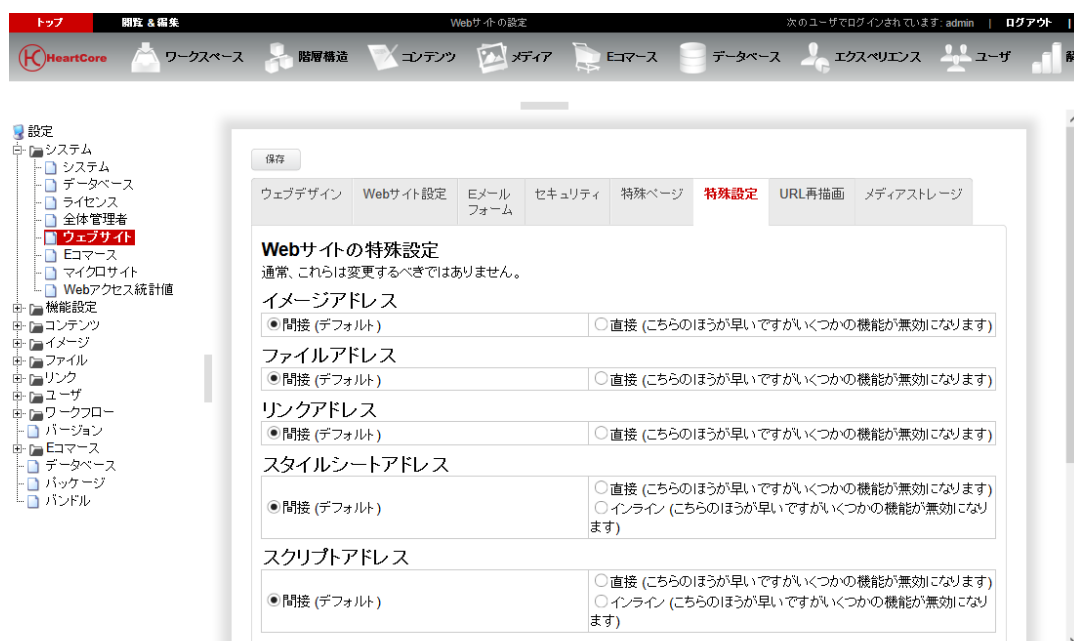 トップ 閲覧 & 編集 Webサイトの設定 次のユーザでログインされています: admin | ログアウト |
HeartCore ワークスペース 階層構造 コンテンツ メディア Eコマース データベース エクスペリエンス ユーザ
設定
システム
システム
データベース
ライセンス
全体管理者
ウェブサイト
Eコマース
マイクロサイト
Webアクセス統計値
機能設定
コンテンツ
イメージ
ファイル
リンク
ユーザ
ワークフロー
バージョン
Eコマース
データベース
パッケージ
バンドル
保存
ウェブデザイン Webサイト設定 Eメール フォーム セキュリティ 特殊ページ 特殊設定 URL再描画 メディアストレージ
Webサイトの特殊設定
通常、これらは変更するべきではありません。
イメージアドレス
間接 (デフォルト) 直接 (こちらのほうが早いですがいくつかの機能が無効になります)
ファイルアドレス
間接 (デフォルト) 直接 (こちらのほうが早いですがいくつかの機能が無効になります)
リンクアドレス
間接 (デフォルト) 直接 (こちらのほうが早いですがいくつかの機能が無効になります)
スタイルシートアドレス
間接 (デフォルト) 直接 (こちらのほうが早いですがいくつかの機能が無効になります)
インライン (こちらのほうが早いですがいくつかの機能が無効になり
ます)
スクリプトアドレス
間接 (デフォルト) 直接 (こちらのほうが早いですがいくつかの機能が無効になります)
インライン (こちらのほうが早いですがいくつかの機能が無効になり
ます)